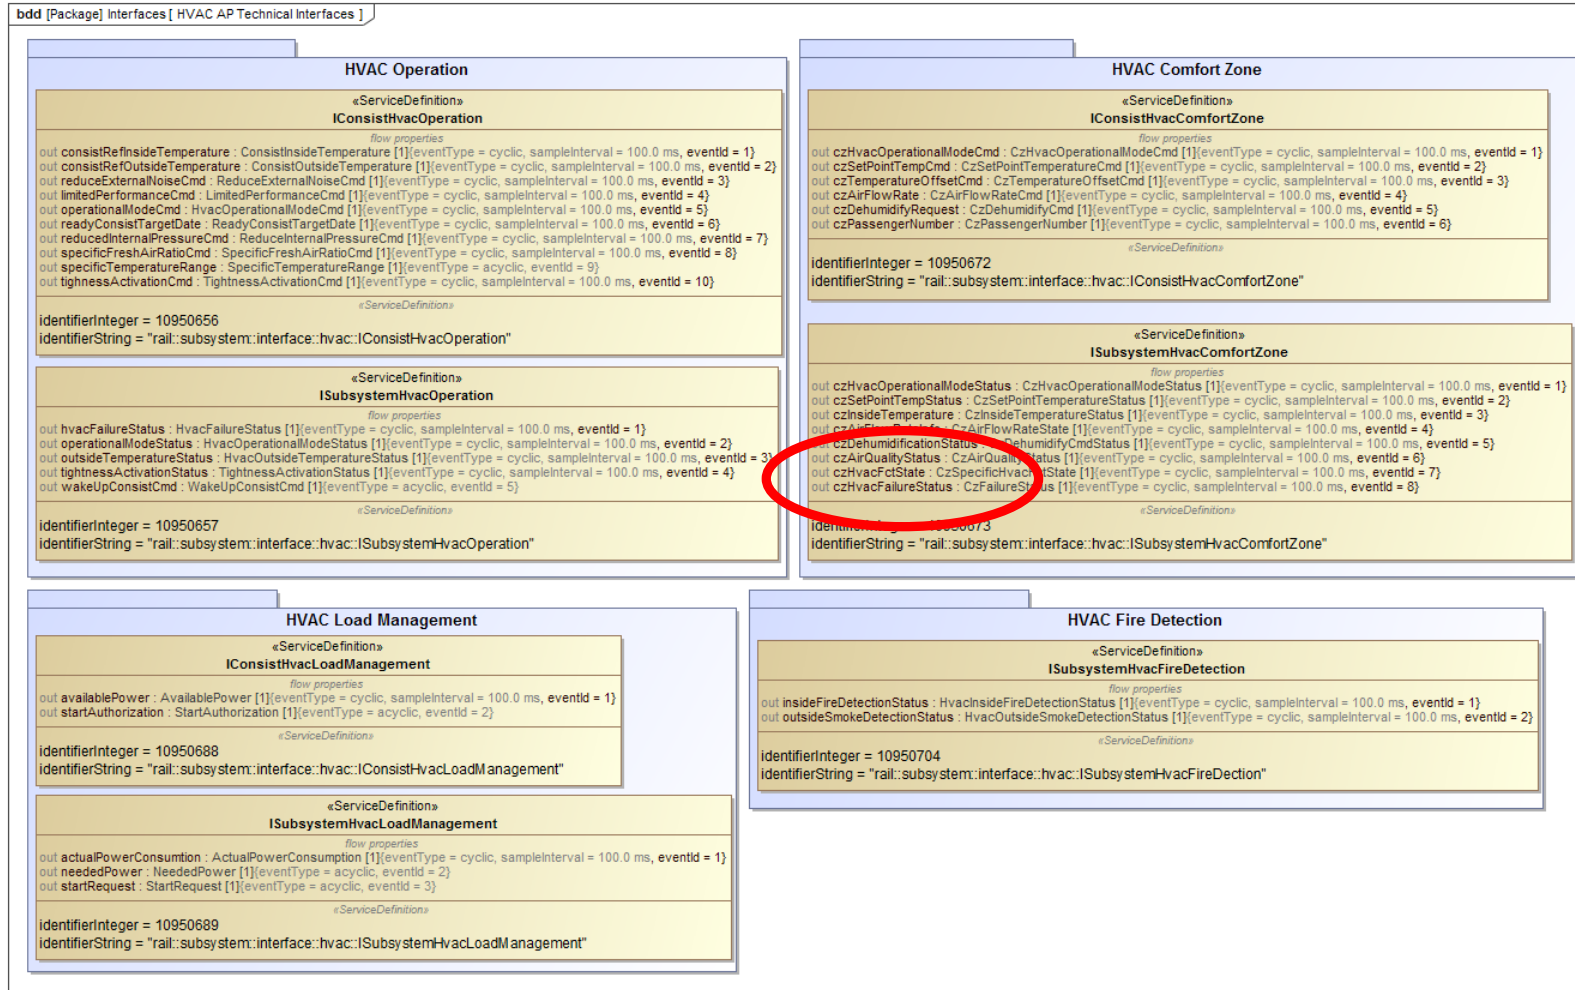 bdd [Package] Interfaces [ HVAC AP Technical Interfaces ]
HVAC Operation
«ServiceDefinition»
IConsistHvacOperation
flow properties
out consistRefInsideTemperature : ConsistInsideTemperature [1]{eventType = cyclic, sampleInterval = 100.0 ms, eventId = 1}
out consistRefOutsideTemperature : ConsistOutsideTemperature [1]{eventType = cyclic, sampleInterval = 100.0 ms, eventId = 2}
out reduceExternalNoiseCmd : ReduceExternalNoiseCmd [1]{eventType = cyclic, sampleInterval = 100.0 ms, eventId = 3}
out limitedPerformanceCmd : LimitedPerformanceCmd [1]{eventType = cyclic, sampleInterval = 100.0 ms, eventId = 4}
out operationalModeCmd : HvacOperationalModeCmd [1]{eventType = cyclic, sampleInterval = 100.0 ms, eventId = 5}
out readyConsistTargetDate : ReadyConsistTargetDate [1]{eventType = cyclic, sampleInterval = 100.0 ms, eventId = 6}
out reducedInternalPressureCmd : ReduceInternalPressureCmd [1]{eventType = cyclic, sampleInterval = 100.0 ms, eventId = 7}
out specificFreshAirRatioCmd : SpecificFreshAirRatioCmd [1]{eventType = cyclic, sampleInterval = 100.0 ms, eventId = 8}
out specificTemperatureRange : SpecificTemperatureRange [1]{eventType = acyclic, eventId = 9}
out tighnessActivationCmd : TightnessActivationCmd [1]{eventType = cyclic, sampleInterval = 100.0 ms, eventId = 10}
«ServiceDefinition»
identifierInteger = 10950656
identifierString = "rail::subsystem::interface::hvac::IConsistHvacOperation"
«ServiceDefinition»
ISubsystemHvacOperation
flow properties
out hvacFailureStatus : HvacFailureStatus [1]{eventType = cyclic, sampleInterval = 100.0 ms, eventId = 1}
out operationalModeStatus : HvacOperationalModeStatus [1]{eventType = cyclic, sampleInterval = 100.0 ms, eventId = 2}
out outsideTemperatureStatus : HvacOutsideTemperatureStatus [1]{eventType = cyclic, sampleInterval = 100.0 ms, eventId = 3}
out tightnessActivationStatus : TightnessActivationStatus [1]{eventType = cyclic, sampleInterval = 100.0 ms, eventId = 4}
out wakeUpConsistCmd : WakeUpConsistCmd [1]{eventType = acyclic, eventId = 5}
«ServiceDefinition»
identifierInteger = 10950657
identifierString = "rail::subsystem::interface::hvac::ISubsystemHvacOperation"
HVAC Comfort Zone
«ServiceDefinition»
IConsistHvacComfortZone
flow properties
out czHvacOperationalModeCmd : CzHvacOperationalModeCmd [1]{eventType = cyclic, sampleInterval = 100.0 ms, eventId = 1}
out czSetPointTempCmd : CzSetPointTemperatureCmd [1]{eventType = cyclic, sampleInterval = 100.0 ms, eventId = 2}
out czTemperatureOffsetCmd : CzTemperatureOffsetCmd [1]{eventType = cyclic, sampleInterval = 100.0 ms, eventId = 3}
out czAirFlowRate : CzAirFlowRateCmd [1]{eventType = cyclic, sampleInterval = 100.0 ms, eventId = 4}
out czDehumidifyRequest : CzDehumidifyCmd [1]{eventType = cyclic, sampleInterval = 100.0 ms, eventId = 5}
out czPassengerNumber : CzPassengerNumber [1]{eventType = cyclic, sampleInterval = 100.0 ms, eventId = 6}
«ServiceDefinition»
identifierInteger = 10950672
identifierString = "rail::subsystem::interface::hvac::IConsistHvacComfortZone"
«ServiceDefinition»
ISubsystemHvacComfortZone
flow properties
out czHvacOperationalModeStatus : CzHvacOperationalModeStatus [1]{eventType = cyclic, sampleInterval = 100.0 ms, eventId = 1}
out czSetPointTempStatus : CzSetPointTemperatureStatus [1]{eventType = cyclic, sampleInterval = 100.0 ms, eventId = 2}
out czInsideTemperature : CzInsideTemperatureStatus [1]{eventType = cyclic, sampleInterval = 100.0 ms, eventId = 3}
out : CzAirFlowRateState [1]{eventType = cyclic, sampleInterval = 100.0 ms, eventId = 4}
out czDehumidificationStatus : CzDehumidifyCmdStatus [1]{eventType = cyclic, sampleInterval = 100.0 ms, eventId = 5}
out czAirQualityStatus : CzAirQualityStatus [1]{eventType = cyclic, sampleInterval = 100.0 ms, eventId = 6}
out czHvacFctState : CzSpecificHvacFctState [1]{eventType = cyclic, sampleInterval = 100.0 ms, eventId = 7}
out czHvacFailureStatus : CzFailureStatus [1]{eventType = cyclic, sampleInterval = 100.0 ms, eventId = 8}
«ServiceDefinition»
identifierInteger = 10950673
identifierString = "rail::subsystem::interface::hvac::ISubsystemHvacComfortZone"
HVAC Load Management
«ServiceDefinition»
IConsistHvacLoadManagement
flow properties
out availablePower : AvailablePower [1]{eventType = cyclic, sampleInterval = 100.0 ms, eventId = 1}
out startAuthorization : StartAuthorization [1]{eventType = acyclic, eventId = 2}
«ServiceDefinition»
identifierInteger = 10950688
identifierString = "rail::subsystem::interface::hvac::IConsistHvacLoadManagement"
«ServiceDefinition»
ISubsystemHvacLoadManagement
flow properties
out actualPowerConsumtion : ActualPowerConsumption [1]{eventType = cyclic, sampleInterval = 100.0 ms, eventId = 1}
out neededPower : NeededPower [1]{eventType = acyclic, eventId = 2}
out startRequest : StartRequest [1]{eventType = acyclic, eventId = 3}
«ServiceDefinition»
identifierInteger = 10950689
identifierString = "rail::subsystem::interface::hvac::ISubsystemHvacLoadManagement"
HVAC Fire Detection
«ServiceDefinition»
ISubsystemHvacFireDetection
flow properties
out insideFireDetectionStatus : HvacInsideFireDetectionStatus [1]{eventType = cyclic, sampleInterval = 100.0 ms, eventId = 1}
out outsideSmokeDetectionStatus : HvacOutsideSmokeDetectionStatus [1]{eventType = cyclic, sampleInterval = 100.0 ms, eventId = 2}
«ServiceDefinition»
identifierInteger = 10950704
identifierString = "rail::subsystem::interface::hvac::ISubsystemHvacFireDection"